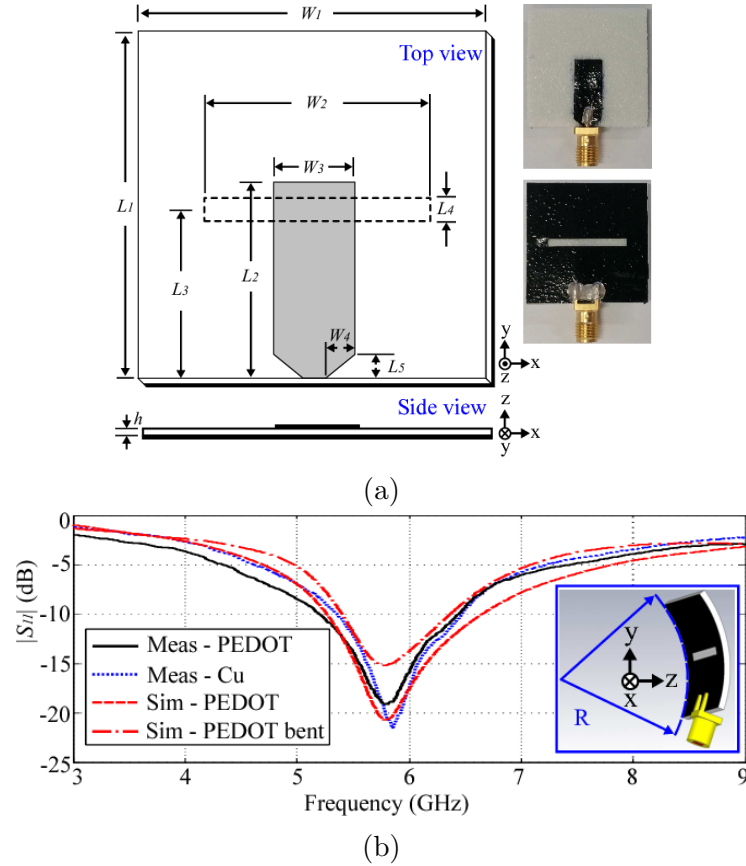 W1
Top view
W2
W3
L1
L4
L2
L3
W4
L5
y
x
z
Side view
z
h
x
y
(a)
0
-5
-10
-15
-20
-25
|S11| (dB)
Meas - PEDOT
Meas - Cu
Sim - PEDOT
Sim - PEDOT bent
y
z
x
R
3
4
5
6
7
8
9
Frequency (GHz)
(b)